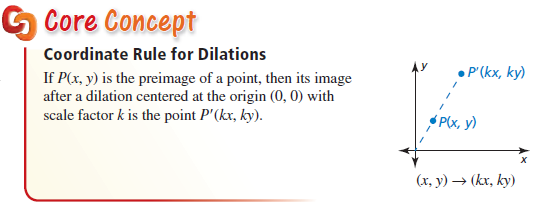 Core Concept
Coordinate Rule for Dilations
If P(x, y) is the preimage of a point, then its image
after a dilation centered at the origin (0, 0) with
scale factor k is the point P′(kx, ky).
y
P′(kx, ky)
P(x, y)
x
(x, y) → (kx, ky)